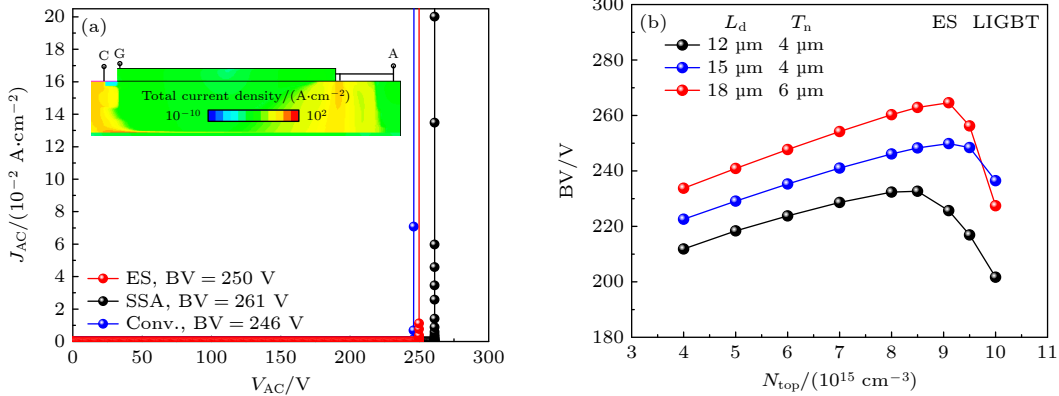 (a)
20
18
16
14
12
10
8
6
4
2
0
J_AC/(10⁻² A·cm⁻²)
C G A
Total current density/(A·cm⁻²)
10⁻¹⁰ 10²
ES, BV = 250 V
SSA, BV = 261 V
Conv., BV = 246 V
0 50 100 150 200 250 300
V_AC/V
(b)
L_d T_n ES LIGBT
12 µm 4 µm
15 µm 4 µm
18 µm 6 µm
300
280
260
240
220
200
180
BV/V
3 4 5 6 7 8 9 10 11
N_top/(10¹⁵ cm⁻³)